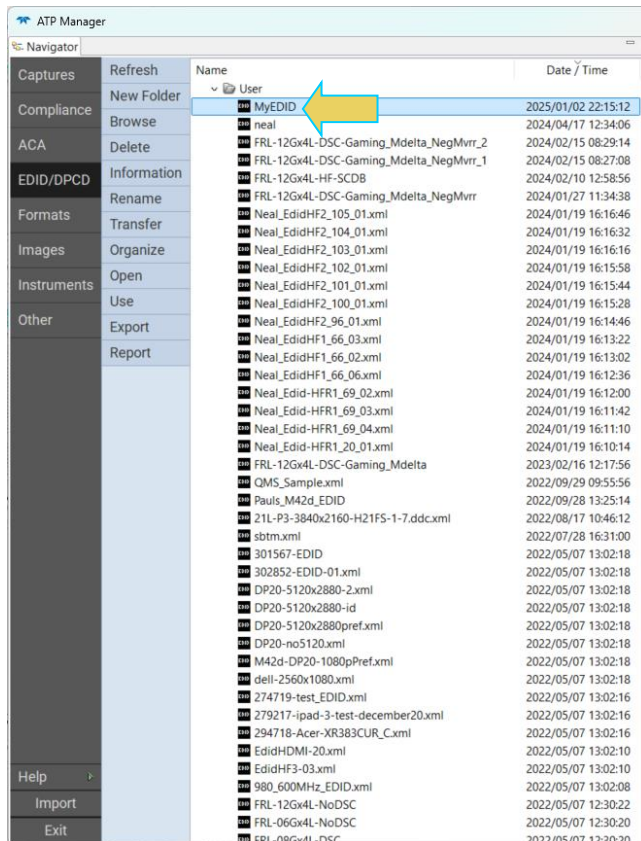 ATP Manager
Navigator
Captures
Compliance
ACA
EDID/DPCD
Formats
Images
Instruments
Other
Help
Import
Exit
Refresh
New Folder
Browse
Delete
Information
Rename
Transfer
Organize
Open
Use
Export
Report
Name Date / Time
User
MyEDID 2025/01/02 22:15:12
neal 2024/04/17 12:34:06
FRL-12Gx4L-DSC-Gaming_Mdelta_NegMvrr_2 2024/02/15 08:29:14
FRL-12Gx4L-DSC-Gaming_Mdelta_NegMvrr_1 2024/02/15 08:27:08
FRL-12Gx4L-HF-SCDB 2024/02/10 12:58:56
FRL-12Gx4L-DSC-Gaming_Mdelta_NegMvrr 2024/01/27 11:34:38
Neal_EdidHF2_105_01.xml 2024/01/19 16:16:46
Neal_EdidHF2_104_01.xml 2024/01/19 16:16:32
Neal_EdidHF2_103_01.xml 2024/01/19 16:16:16
Neal_EdidHF2_102_01.xml 2024/01/19 16:15:58
Neal_EdidHF2_101_01.xml 2024/01/19 16:15:44
Neal_EdidHF2_100_01.xml 2024/01/19 16:15:28
Neal_EdidHF2_96_01.xml 2024/01/19 16:14:46
Neal_EdidHF1_66_03.xml 2024/01/19 16:13:22
Neal_EdidHF1_66_02.xml 2024/01/19 16:13:02
Neal_EdidHF1_66_06.xml 2024/01/19 16:12:36
Neal_Edid-HFR1_69_02.xml 2024/01/19 16:12:00
Neal_Edid-HFR1_69_03.xml 2024/01/19 16:11:42
Neal_Edid-HFR1_69_04.xml 2024/01/19 16:11:10
Neal_Edid-HFR1_20_01.xml 2024/01/19 16:10:14
FRL-12Gx4L-DSC-Gaming_Mdelta 2023/02/16 12:17:56
QMS_Sample.xml 2022/09/29 09:55:56
Pauls_M42d_EDID 2022/09/28 13:25:14
21L-P3-3840x2160-H21FS-1-7.ddc.xml 2022/08/17 10:46:12
sbtm.xml 2022/07/28 16:31:00
301567-EDID 2022/05/07 13:02:18
302852-EDID-01.xml 2022/05/07 13:02:18
DP20-5120x2880-2.xml 2022/05/07 13:02:18
DP20-5120x2880-id 2022/05/07 13:02:18
DP20-5120x2880pref.xml 2022/05/07 13:02:18
DP20-no5120.xml 2022/05/07 13:02:18
M42d-DP20-1080pPref.xml 2022/05/07 13:02:18
dell-2560x1080.xml 2022/05/07 13:02:18
274719-test_EDID.xml 2022/05/07 13:02:16
279217-ipad-3-test-december20.xml 2022/05/07 13:02:16
294718-Acer-XR383CUR_C.xml 2022/05/07 13:02:16
EdidHDMI-20.xml 2022/05/07 13:02:10
EdidHF3-03.xml 2022/05/07 13:02:10
980_600MHz_EDID.xml 2022/05/07 13:02:08
FRL-12Gx4L-NoDSC 2022/05/07 12:30:22
FRL-06Gx4L-NoDSC 2022/05/07 12:30:20
FRL-08Gx4L-DSC 2022/05/07 12:30:20